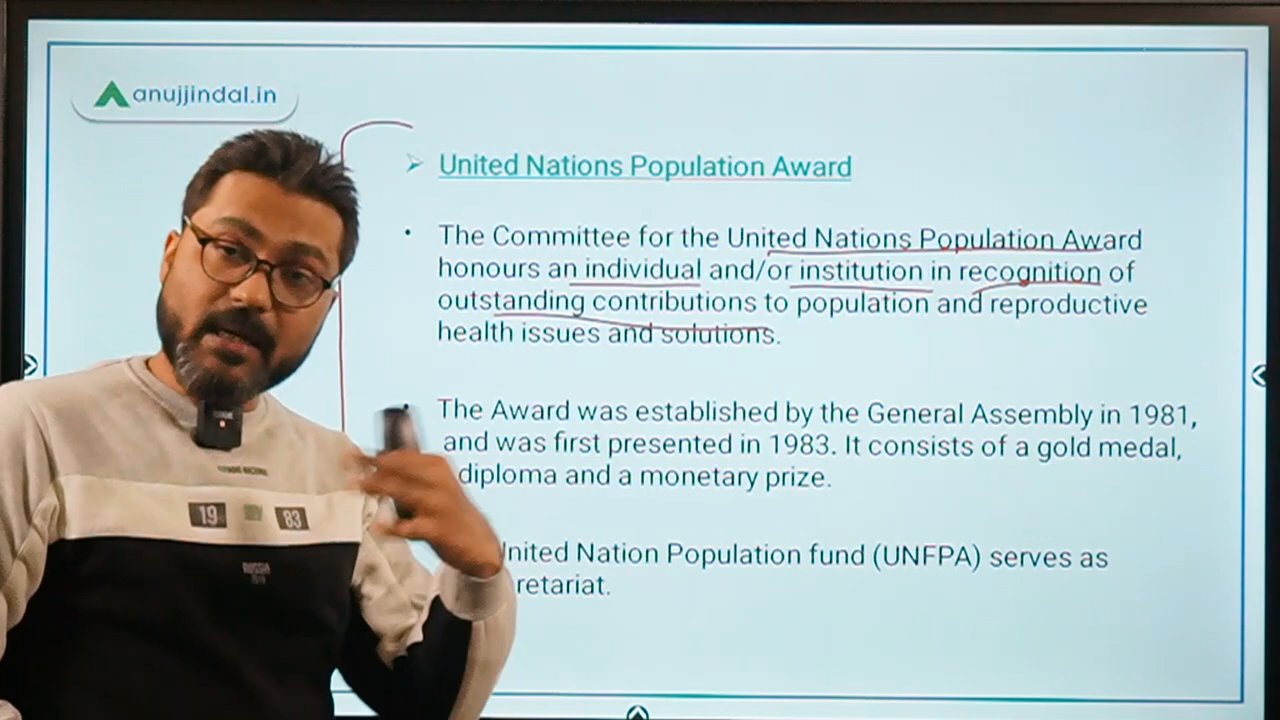 anujjindal.in
➢ United Nations Population Award
• The Committee for the United Nations Population Award
honours an individual and/or institution in recognition of
outstanding contributions to population and reproductive
health issues and solutions.
The Award was established by the General Assembly in 1981,
and was first presented in 1983. It consists of a gold medal,
diploma and a monetary prize.
nited Nation Population fund (UNFPA) serves as
retariat.
19 83